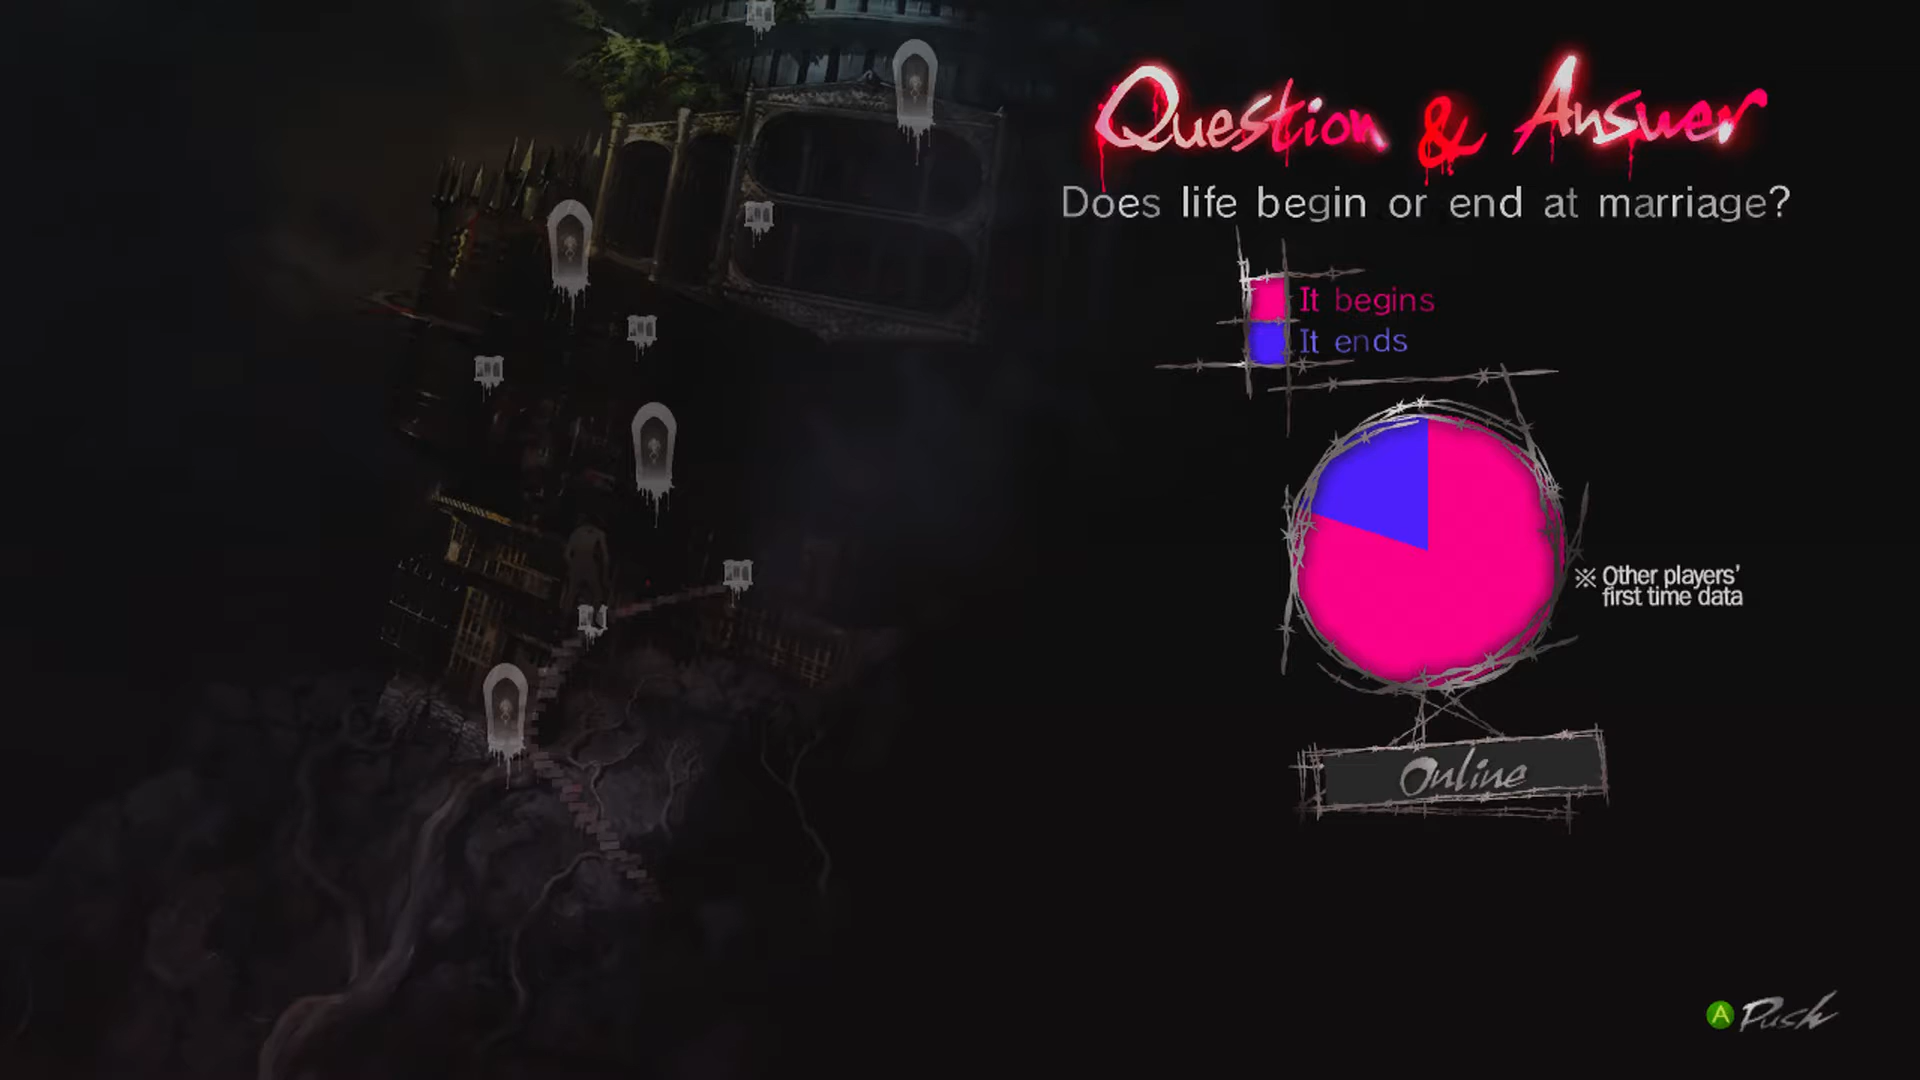 Question & Answer
Does life begin or end at marriage?
It begins
It ends
※ Other players'
first time data
Online
A Push